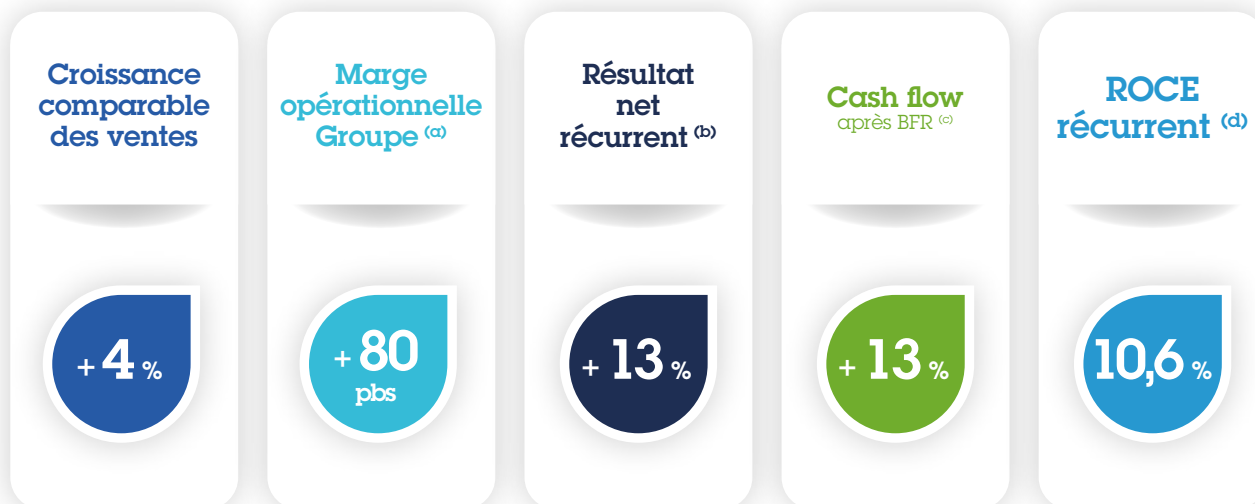 Croissance
comparable
des ventes
+ 4 %
Marge
opérationnelle
Groupe (a)
+ 80
pbs
Résultat
net
récurrent (b)
+ 13 %
Cash flow
après BFR (c)
+ 13 %
ROCE
récurrent (d)
10,6 %